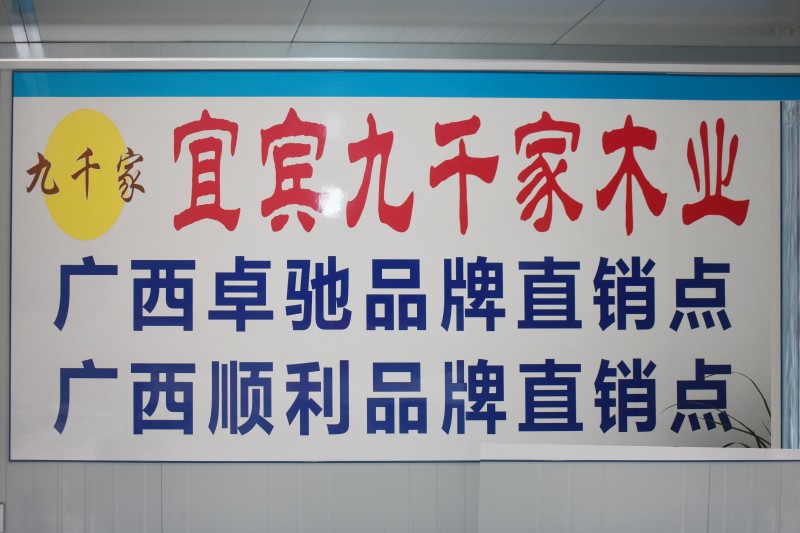 九千家
宜宾九千家木业
广西卓驰品牌直销点
广西顺利品牌直销点